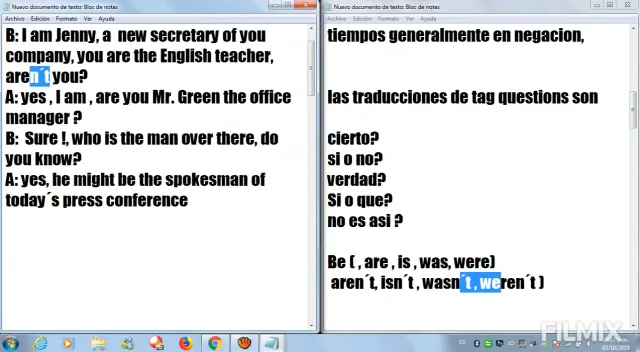 Nuevo documento de texto: Bloc de notas
Archivo Edición Formato Ver Ayuda
B: I am Jenny, a  new secretary of you
company, you are the English teacher,
aren´t you?
A: yes , I am , are you Mr. Green the office
manager ?
B:  Sure !, who is the man over there, do
you know?
A: yes, he might be the spokesman of
today´s press conference
Nuevo documento de texto: Bloc de notas
Archivo Edición Formato Ver Ayuda
tiempos generalmente en negacion,
las traducciones de tag questions son
cierto?
si o no?
verdad?
Si o que?
no es asi ?
Be ( , are , is , was, were)
aren´t, isn´t , wasn´t , weren´t )
ES
FILMIX
03/10/2019